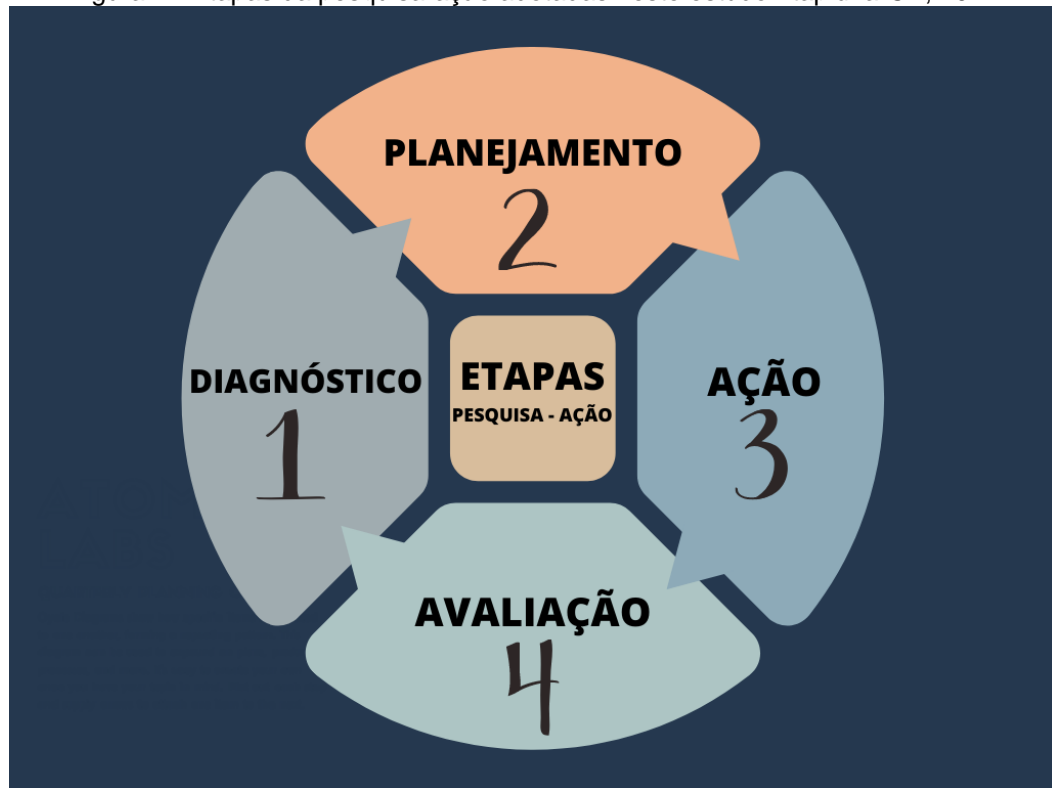 PLANEJAMENTO
2
DIAGNÓSTICO
1
ETAPAS
PESQUISA - AÇÃO
AÇÃO
3
AVALIAÇÃO
4